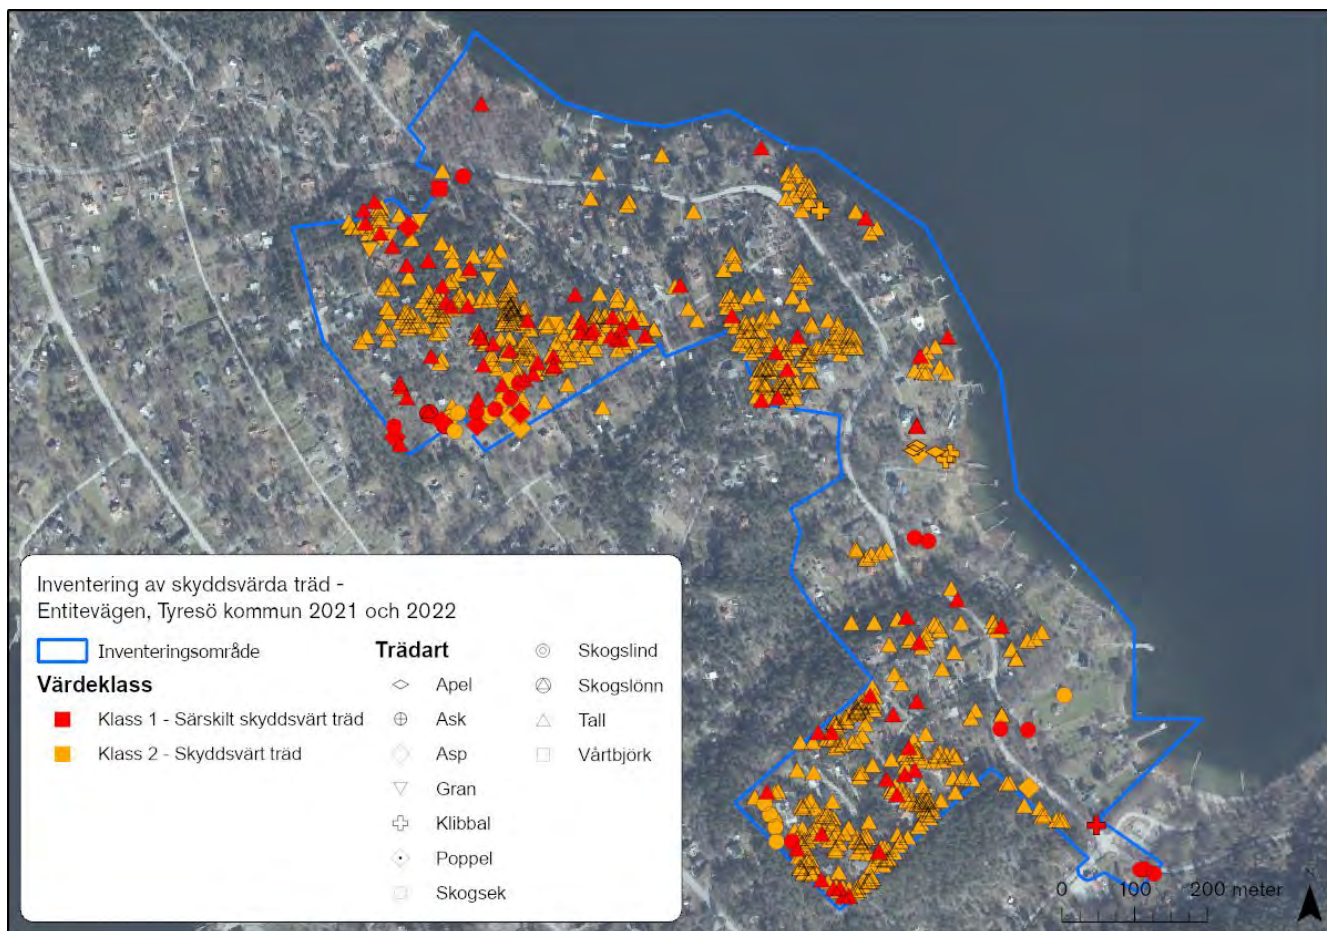 Inventering av skyddsvärda träd -
Entitevägen, Tyresö kommun 2021 och 2022
Inventeringsområde
Värdeklass
Klass 1 - Särskilt skyddsvärt träd
Klass 2 - Skyddsvärt träd
Trädart
Apel
Ask
Asp
Gran
Klibbal
Poppel
Skogsek
Skogslind
Skogslönn
Tall
Vårtbjörk
0 100 200 meter